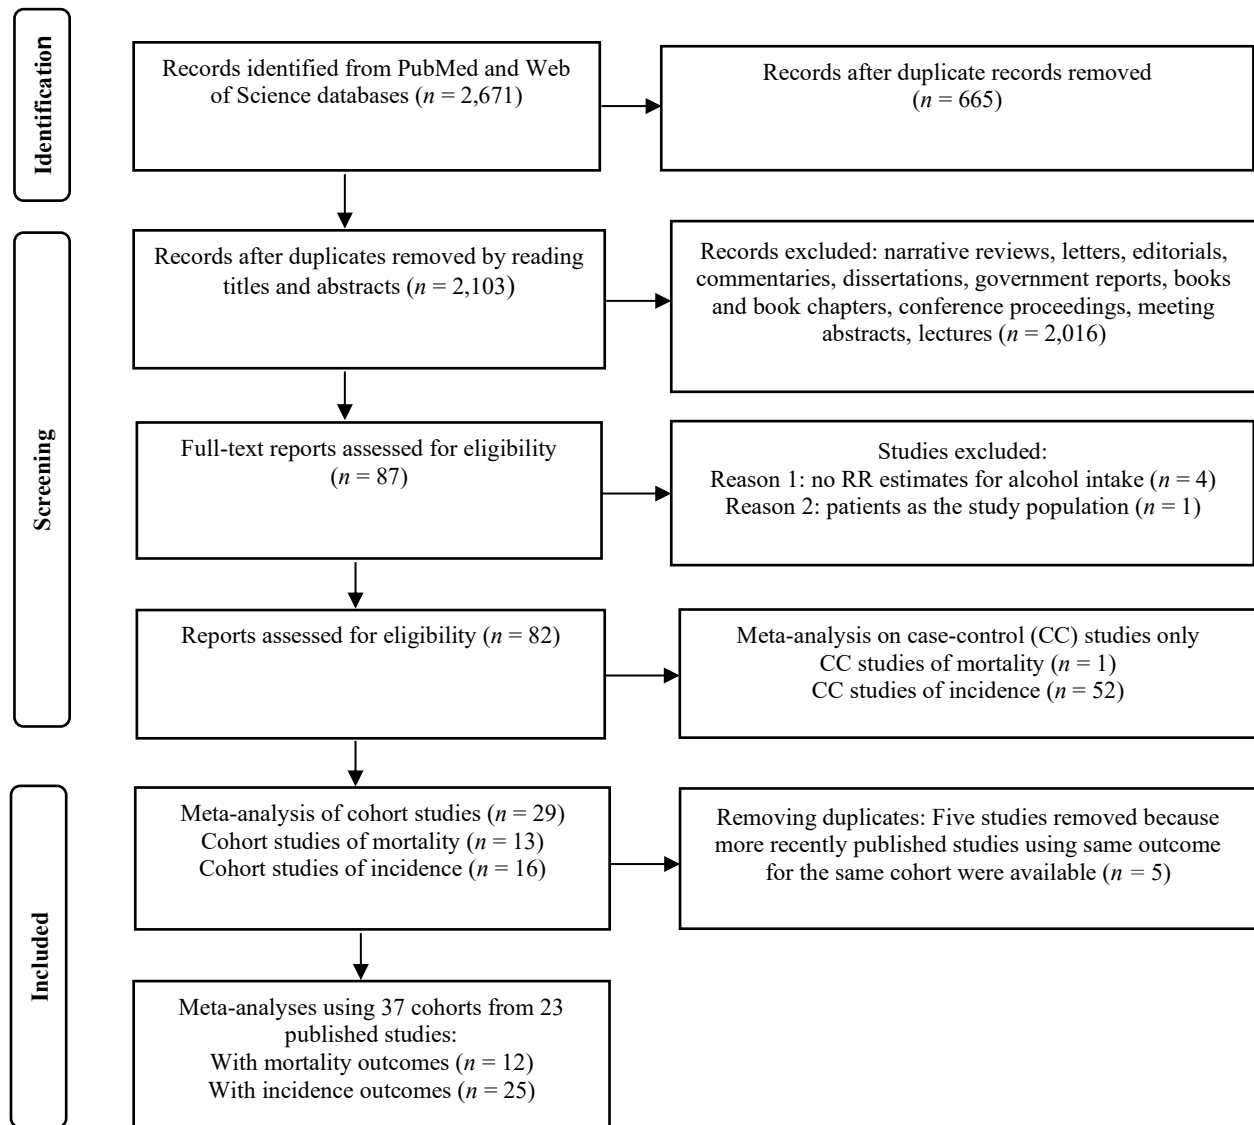 Identification
Records identified from PubMed and Web
of Science databases (n = 2,671)
Records after duplicate records removed
(n = 665)
Screening
Records after duplicates removed by reading
titles and abstracts (n = 2,103)
Records excluded: narrative reviews, letters, editorials,
commentaries, dissertations, government reports, books
and book chapters, conference proceedings, meeting
abstracts, lectures (n = 2,016)
Full-text reports assessed for eligibility
(n = 87)
Studies excluded:
Reason 1: no RR estimates for alcohol intake (n = 4)
Reason 2: patients as the study population (n = 1)
Reports assessed for eligibility (n = 82)
Meta-analysis on case-control (CC) studies only
CC studies of mortality (n = 1)
CC studies of incidence (n = 52)
Included
Meta-analysis of cohort studies (n = 29)
Cohort studies of mortality (n = 13)
Cohort studies of incidence (n = 16)
Removing duplicates: Five studies removed because
more recently published studies using same outcome
for the same cohort were available (n = 5)
Meta-analyses using 37 cohorts from 23
published studies:
With mortality outcomes (n = 12)
With incidence outcomes (n = 25)